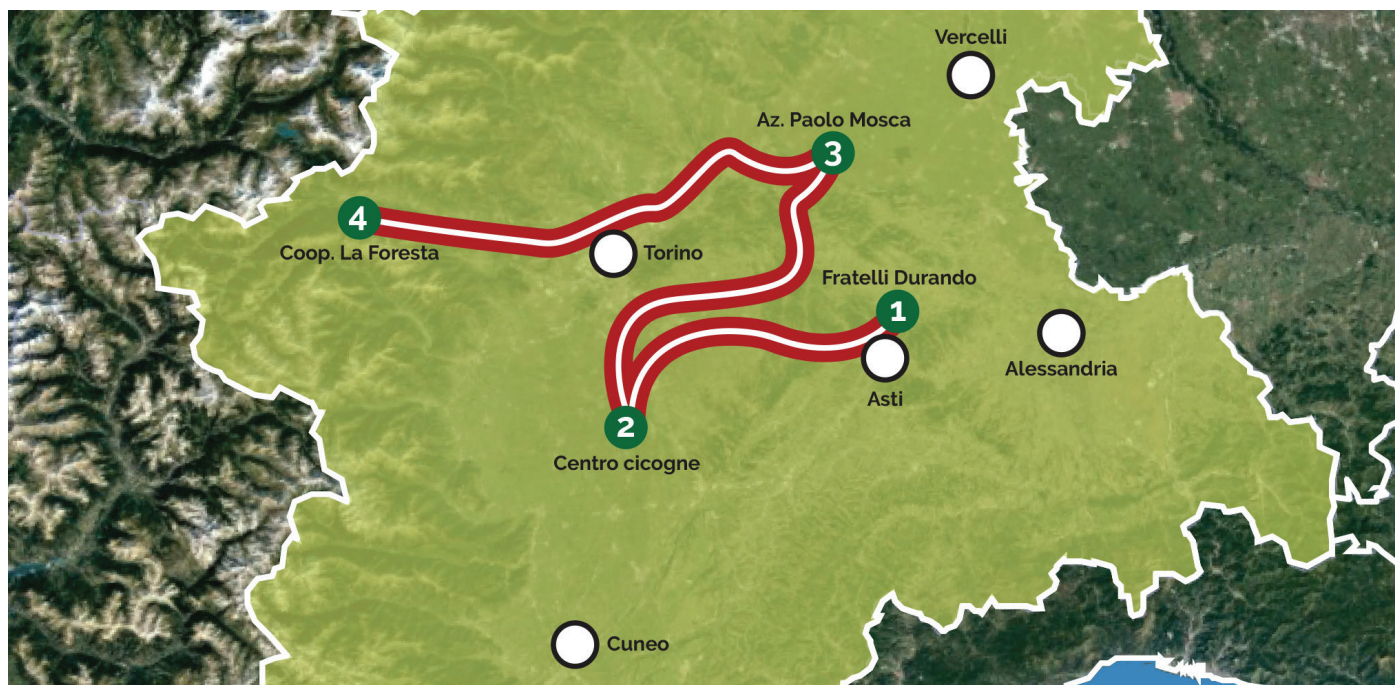 Vercelli
Az. Paolo Mosca
3
4
Coop. La Foresta
Torino
Fratelli Durando
1
Alessandria
Asti
2
Centro cicogne
Cuneo